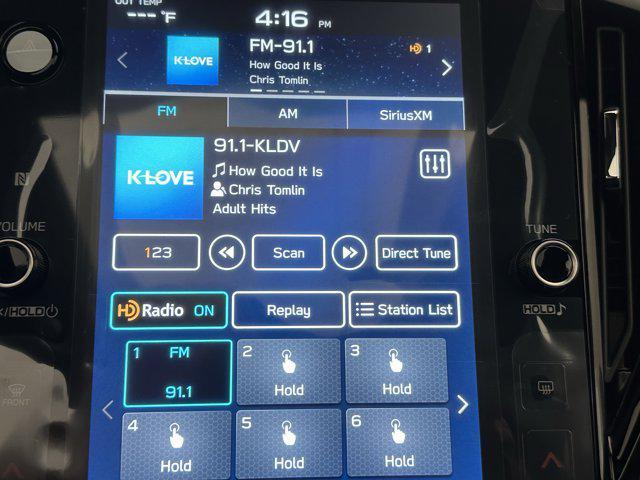 OUT TEMP
---°F
4:16 PM
K-LOVE
FM-91.1
HD 1
How Good It Is
Chris Tomlin
FM
AM
SiriusXM
K-LOVE
91.1-KLDV
How Good It Is
Chris Tomlin
Adult Hits
VOLUME
TUNE
123
Scan
Direct Tune
HOLD
HOLD
HD Radio ON
Replay
Station List
1 FM
91.1
2
Hold
3
Hold
FRONT
4
Hold
5
Hold
6
Hold